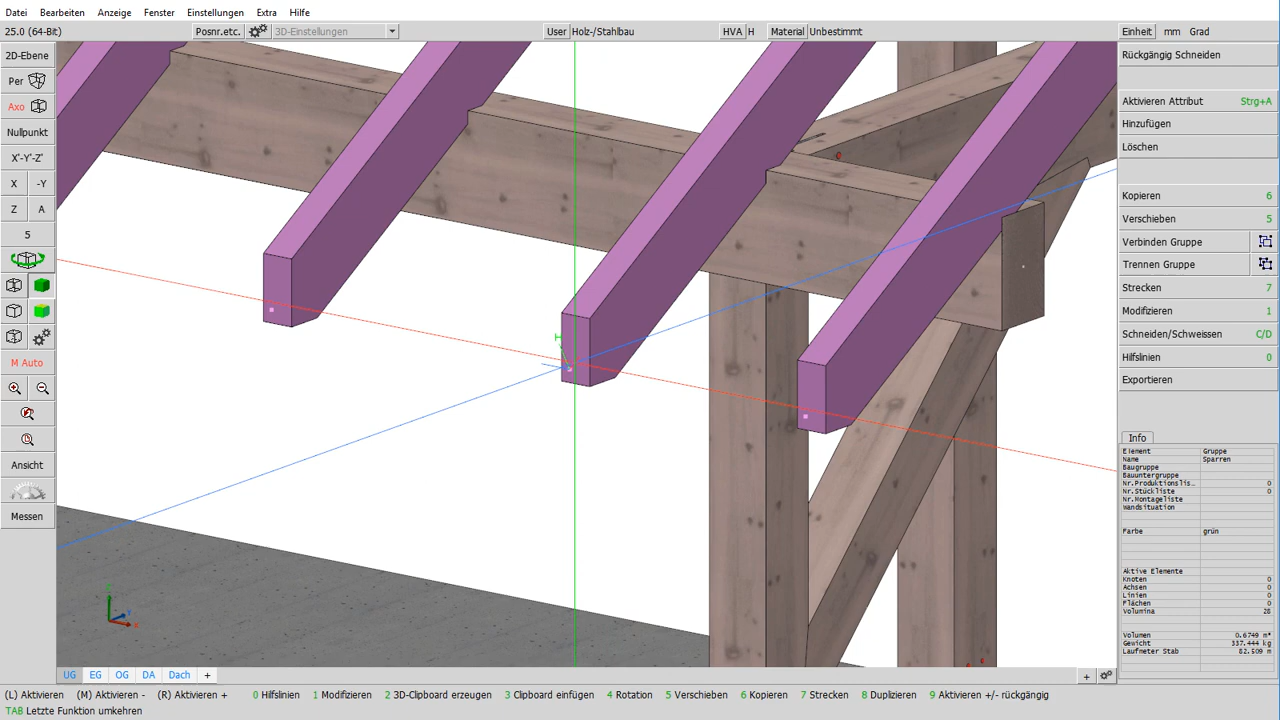 Datei Bearbeiten Anzeige Fenster Einstellungen Extra Hilfe
25.0 (64-Bit) Posnr.etc. 3D-Einstellungen User Holz-/Stahlbau HVA H Material Unbestimmt Einheit mm Grad
2D-Ebene
Per
Axo
Nullpunkt
X'-Y'-Z'
X -Y
Z A
5
M Auto
Ansicht
Messen
H
Rückgängig Schneiden
Aktivieren Attribut Strg+A
Hinzufügen
Löschen
Kopieren 6
Verschieben 5
Verbinden Gruppe
Trennen Gruppe
Strecken 7
Modifizieren 1
Schneiden/Schweissen C/D
Hilfslinien 0
Exportieren
Info
Element Gruppe
Name Sparren
Baugruppe
Bauuntergruppe
Nr.Produktionslis.. 0
Nr.Stückliste 0
Nr.Montageliste
Wandsituation
Farbe grün
Aktive Elemente
Knoten 0
Achsen 0
Linien 0
Flächen 0
Volumina 28
Volumen 0.6749 m³
Gewicht 337.444 kg
Laufmeter Stab 82.509 m
UG EG OG DA Dach + +
(L) Aktivieren (M) Aktivieren - (R) Aktivieren + 0 Hilfslinien 1 Modifizieren 2 3D-Clipboard erzeugen 3 Clipboard einfügen 4 Rotation 5 Verschieben 6 Kopieren 7 Strecken 8 Duplizieren 9 Aktivieren +/- rückgängig
TAB Letzte Funktion umkehren